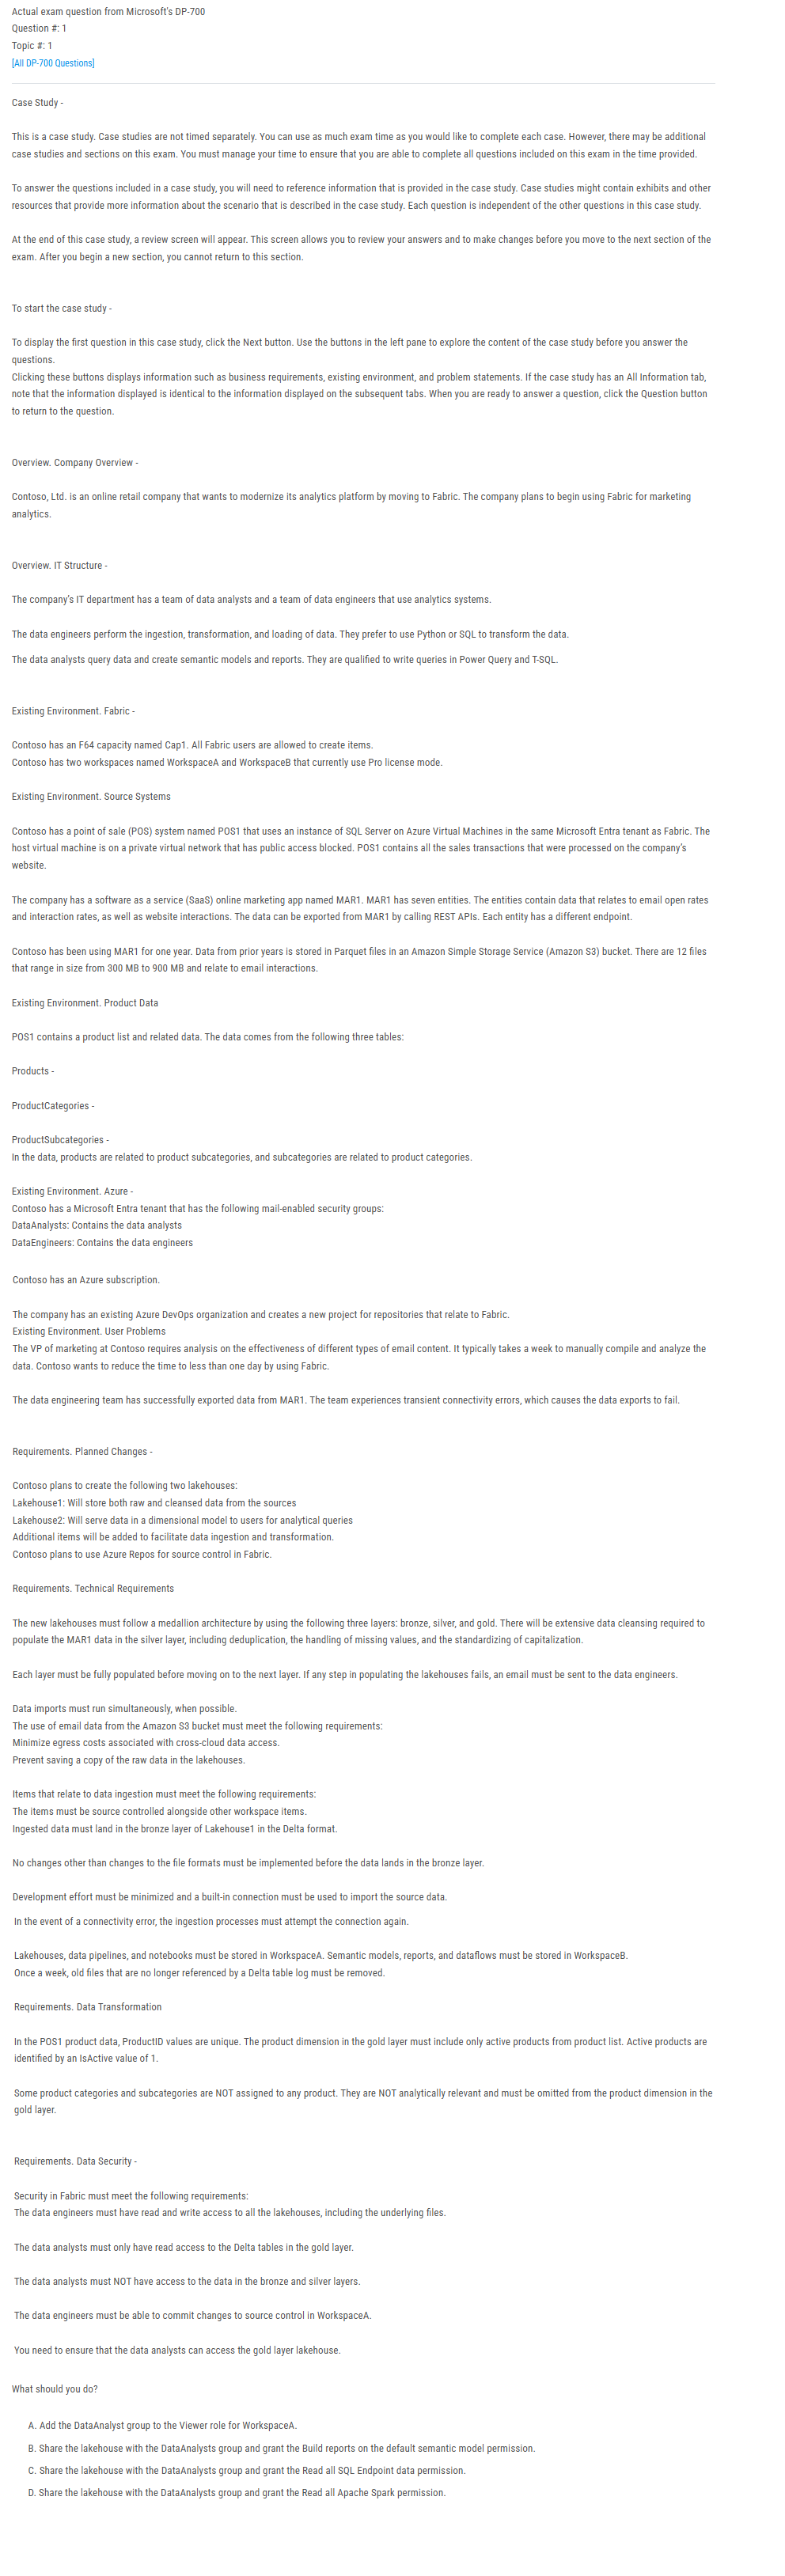 Actual exam question from Microsoft's DP-700
Question #: 1
Topic #: 1
[All DP-700 Questions]
Case Study -
This is a case study. Case studies are not timed separately. You can use as much exam time as you would like to complete each case. However, there may be additional
case studies and sections on this exam. You must manage your time to ensure that you are able to complete all questions included on this exam in the time provided.
To answer the questions included in a case study, you will need to reference information that is provided in the case study. Case studies might contain exhibits and other
resources that provide more information about the scenario that is described in the case study. Each question is independent of the other questions in this case study.
At the end of this case study, a review screen will appear. This screen allows you to review your answers and to make changes before you move to the next section of the
exam. After you begin a new section, you cannot return to this section.
To start the case study -
To display the first question in this case study, click the Next button. Use the buttons in the left pane to explore the content of the case study before you answer the
questions.
Clicking these buttons displays information such as business requirements, existing environment, and problem statements. If the case study has an All Information tab,
note that the information displayed is identical to the information displayed on the subsequent tabs. When you are ready to answer a question, click the Question button
to return to the question.
Overview. Company Overview -
Contoso, Ltd. is an online retail company that wants to modernize its analytics platform by moving to Fabric. The company plans to begin using Fabric for marketing
analytics.
Overview. IT Structure -
The company's IT department has a team of data analysts and a team of data engineers that use analytics systems.
The data engineers perform the ingestion, transformation, and loading of data. They prefer to use Python or SQL to transform the data.
The data analysts query data and create semantic models and reports. They are qualified to write queries in Power Query and T-SQL.
Existing Environment. Fabric -
Contoso has an F64 capacity named Cap1. All Fabric users are allowed to create items.
Contoso has two workspaces named WorkspaceA and WorkspaceB that currently use Pro license mode.
Existing Environment. Source Systems
Contoso has a point of sale (POS) system named POS1 that uses an instance of SQL Server on Azure Virtual Machines in the same Microsoft Entra tenant as Fabric. The
host virtual machine is on a private virtual network that has public access blocked. POS1 contains all the sales transactions that were processed on the company's
website.
The company has a software as a service (SaaS) online marketing app named MAR1. MAR1 has seven entities. The entities contain data that relates to email open rates
and interaction rates, as well as website interactions. The data can be exported from MAR1 by calling REST APIs. Each entity has a different endpoint.
Contoso has been using MAR1 for one year. Data from prior years is stored in Parquet files in an Amazon Simple Storage Service (Amazon S3) bucket. There are 12 files
that range in size from 300 MB to 900 MB and relate to email interactions.
Existing Environment. Product Data
POS1 contains a product list and related data. The data comes from the following three tables:
Products -
ProductCategories -
ProductSubcategories -
In the data, products are related to product subcategories, and subcategories are related to product categories.
Existing Environment. Azure -
Contoso has a Microsoft Entra tenant that has the following mail-enabled security groups:
DataAnalysts: Contains the data analysts
DataEngineers: Contains the data engineers
Contoso has an Azure subscription.
The company has an existing Azure DevOps organization and creates a new project for repositories that relate to Fabric.
Existing Environment. User Problems
The VP of marketing at Contoso requires analysis on the effectiveness of different types of email content. It typically takes a week to manually compile and analyze the
data. Contoso wants to reduce the time to less than one day by using Fabric.
The data engineering team has successfully exported data from MAR1. The team experiences transient connectivity errors, which causes the data exports to fail.
Requirements. Planned Changes -
Contoso plans to create the following two lakehouses:
Lakehouse1: Will store both raw and cleansed data from the sources
Lakehouse2: Will serve data in a dimensional model to users for analytical queries
Additional items will be added to facilitate data ingestion and transformation.
Contoso plans to use Azure Repos for source control in Fabric.
Requirements. Technical Requirements
The new lakehouses must follow a medallion architecture by using the following three layers: bronze, silver, and gold. There will be extensive data cleansing required to
populate the MAR1 data in the silver layer, including deduplication, the handling of missing values, and the standardizing of capitalization.
Each layer must be fully populated before moving on to the next layer. If any step in populating the lakehouses fails, an email must be sent to the data engineers.
Data imports must run simultaneously, when possible.
The use of email data from the Amazon S3 bucket must meet the following requirements:
Minimize egress costs associated with cross-cloud data access.
Prevent saving a copy of the raw data in the lakehouses.
Items that relate to data ingestion must meet the following requirements:
The items must be source controlled alongside other workspace items.
Ingested data must land in the bronze layer of Lakehouse1 in the Delta format.
No changes other than changes to the file formats must be implemented before the data lands in the bronze layer.
Development effort must be minimized and a built-in connection must be used to import the source data.
In the event of a connectivity error, the ingestion processes must attempt the connection again.
Lakehouses, data pipelines, and notebooks must be stored in WorkspaceA. Semantic models, reports, and dataflows must be stored in WorkspaceB.
Once a week, old files that are no longer referenced by a Delta table log must be removed.
Requirements. Data Transformation
In the POS1 product data, ProductID values are unique. The product dimension in the gold layer must include only active products from product list. Active products are
identified by an IsActive value of 1.
Some product categories and subcategories are NOT assigned to any product. They are NOT analytically relevant and must be omitted from the product dimension in the
gold layer.
Requirements. Data Security -
Security in Fabric must meet the following requirements:
The data engineers must have read and write access to all the lakehouses, including the underlying files.
The data analysts must only have read access to the Delta tables in the gold layer.
The data analysts must NOT have access to the data in the bronze and silver layers.
The data engineers must be able to commit changes to source control in WorkspaceA.
You need to ensure that the data analysts can access the gold layer lakehouse.
What should you do?
A. Add the DataAnalyst group to the Viewer role for WorkspaceA.
B. Share the lakehouse with the DataAnalysts group and grant the Build reports on the default semantic model permission.
C. Share the lakehouse with the DataAnalysts group and grant the Read all SQL Endpoint data permission.
D. Share the lakehouse with the DataAnalysts group and grant the Read all Apache Spark permission.